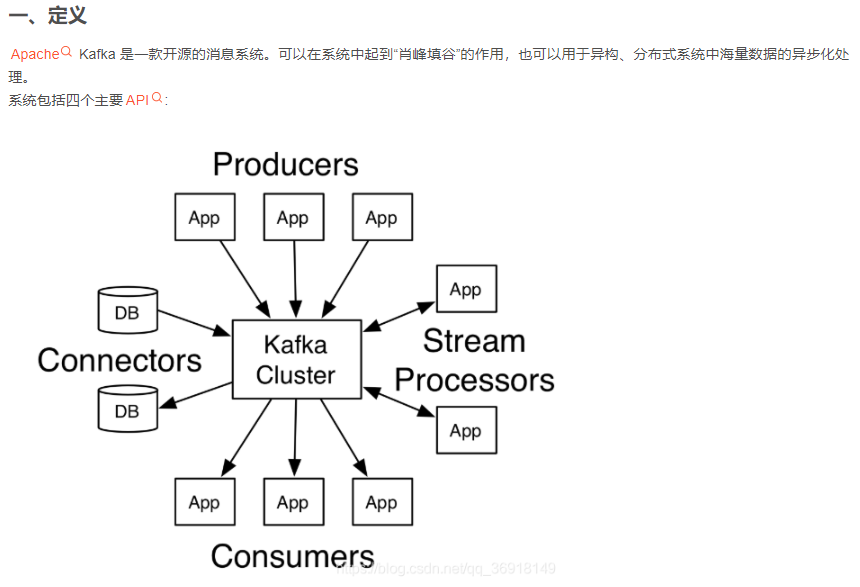 一、定义
Apache Kafka 是一款开源的消息系统。可以在系统中起到“肖峰填谷”的作用，也可以用于异构、分布式系统中海量数据的异步化处
理。
系统包括四个主要 API :
Producers
App App App
App
DB
Kafka
Cluster
Stream
Processors
Connectors
DB
App
App App App
Consumers
https://blog.csdn.net/qq_36918149